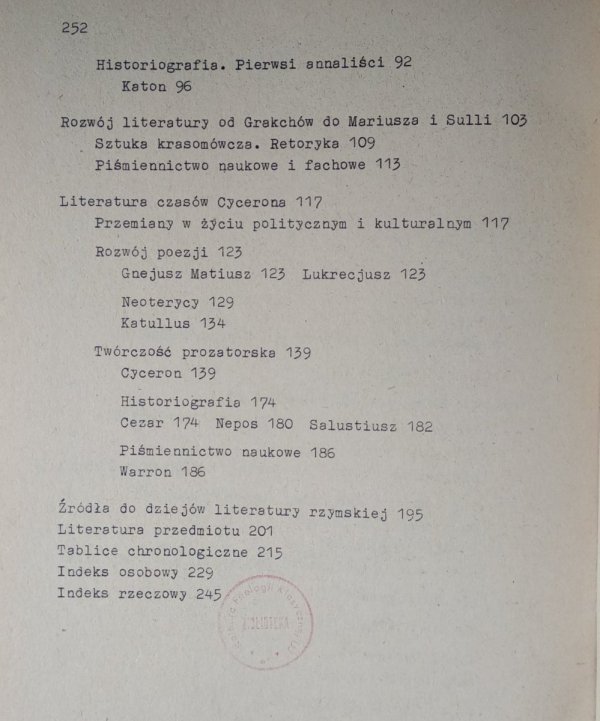 252
Historiografia. Pierwsi annaliści 92
Katon 96
Rozwój literatury od Grakchów do Mariusza i Sulli 103
Sztuka krasomówcza. Retoryka 109
Piśmiennictwo naukowe i fachowe 113
Literatura czasów Cycerona 117
Przemiany w życiu politycznym i kulturalnym 117
Rozwój poezji 123
Gnejusz Matiusz 123 Lukrecjusz 123
Neoterycy 129
Katullus 134
Twórczość prozatorska 139
Cyceron 139
Historiografia 174
Cezar 174 Nepos 180 Salustiusz 182
Piśmiennictwo naukowe 186
Warron 186
Źródła do dziejów literatury rzymskiej 195
Literatura przedmiotu 201
Tablice chronologiczne 215
Indeks osobowy 229
Indeks rzeczowy 245
Filologii Klasycznej
BIBLIOTEKA